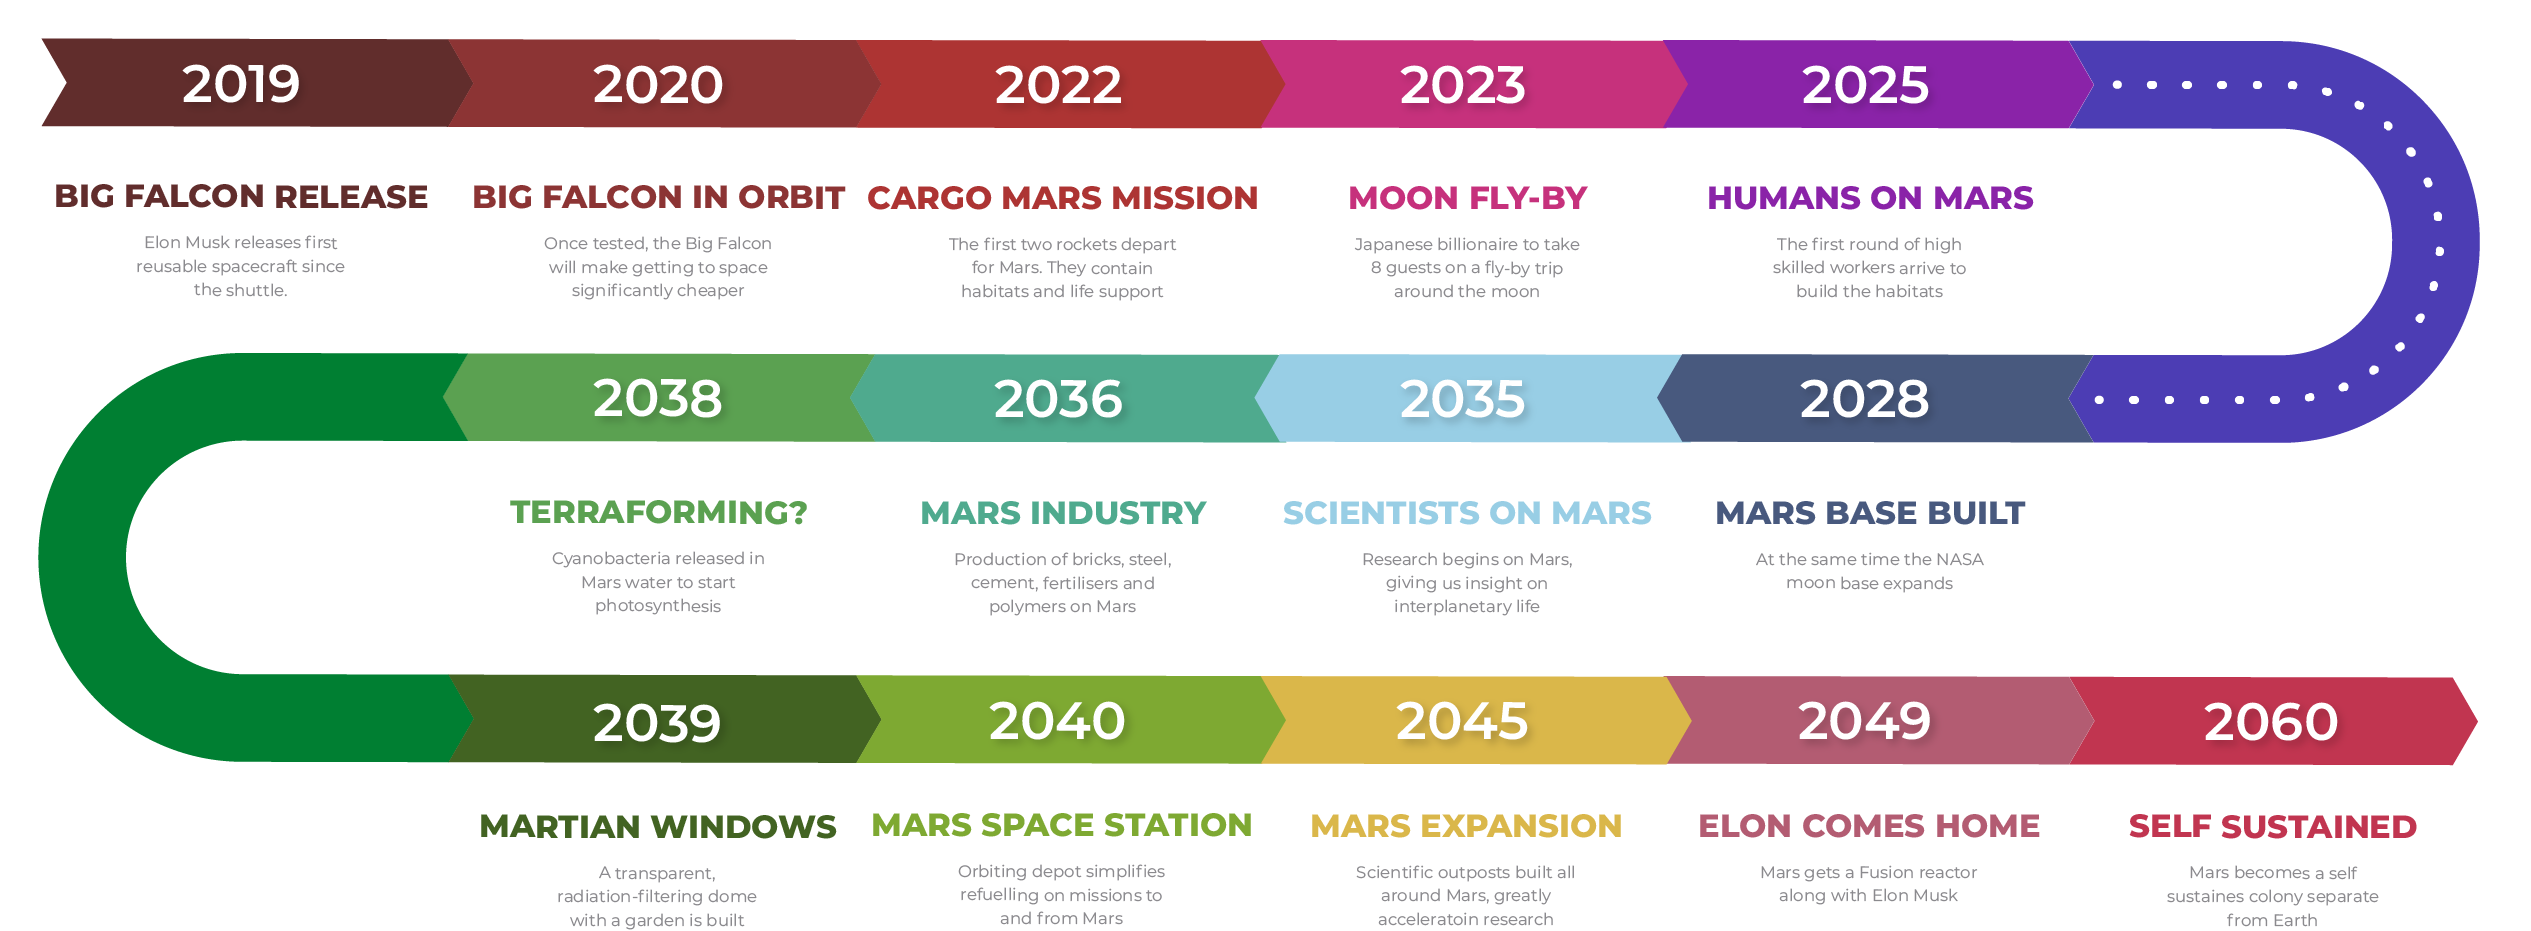 2019
2020
2022
2023
2025
BIG FALCON RELEASE
Elon Musk releases first
reusable spacecraft since
the shuttle.
BIG FALCON IN ORBIT
Once tested, the Big Falcon
will make getting to space
significantly cheaper
CARGO MARS MISSION
The first two rockets depart
for Mars. They contain
habitats and life support
MOON FLY-BY
Japanese billionaire to take
8 guests on a fly-by trip
around the moon
HUMANS ON MARS
The first round of high
skilled workers arrive to
build the habitats
2038
2036
2035
2028
TERRAFORMING?
Cyanobacteria released in
Mars water to start
photosynthesis
MARS INDUSTRY
Production of bricks, steel,
cement, fertilisers and
polymers on Mars
SCIENTISTS ON MARS
Research begins on Mars,
giving us insight on
interplanetary life
MARS BASE BUILT
At the same time the NASA
moon base expands
2039
2040
2045
2049
2060
MARTIAN WINDOWS
A transparent,
radiation-filtering dome
with a garden is built
MARS SPACE STATION
Orbiting depot simplifies
refuelling on missions to
and from Mars
MARS EXPANSION
Scientific outposts built all
around Mars, greatly
acceleratoin research
ELON COMES HOME
Mars gets a Fusion reactor
along with Elon Musk
SELF SUSTAINED
Mars becomes a self
sustaines colony separate
from Earth